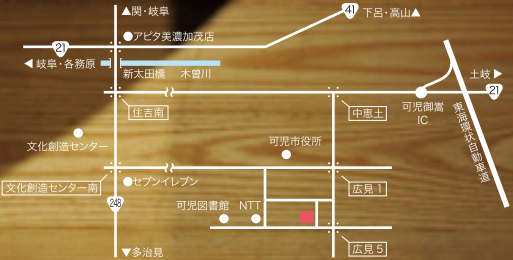 ▲関・岐阜
41
下呂・高山▲
アピタ美濃加茂店
21
◀岐阜・各務原
新太田橋
木曽川
土岐▶
21
可児御嵩
IC
東海環状自動車道
住吉南
中恵土
文化創造センター
可児市役所
文化創造センター南
セブンイレブン
広見1
248
可児図書館
NTT
広見5
▼多治見